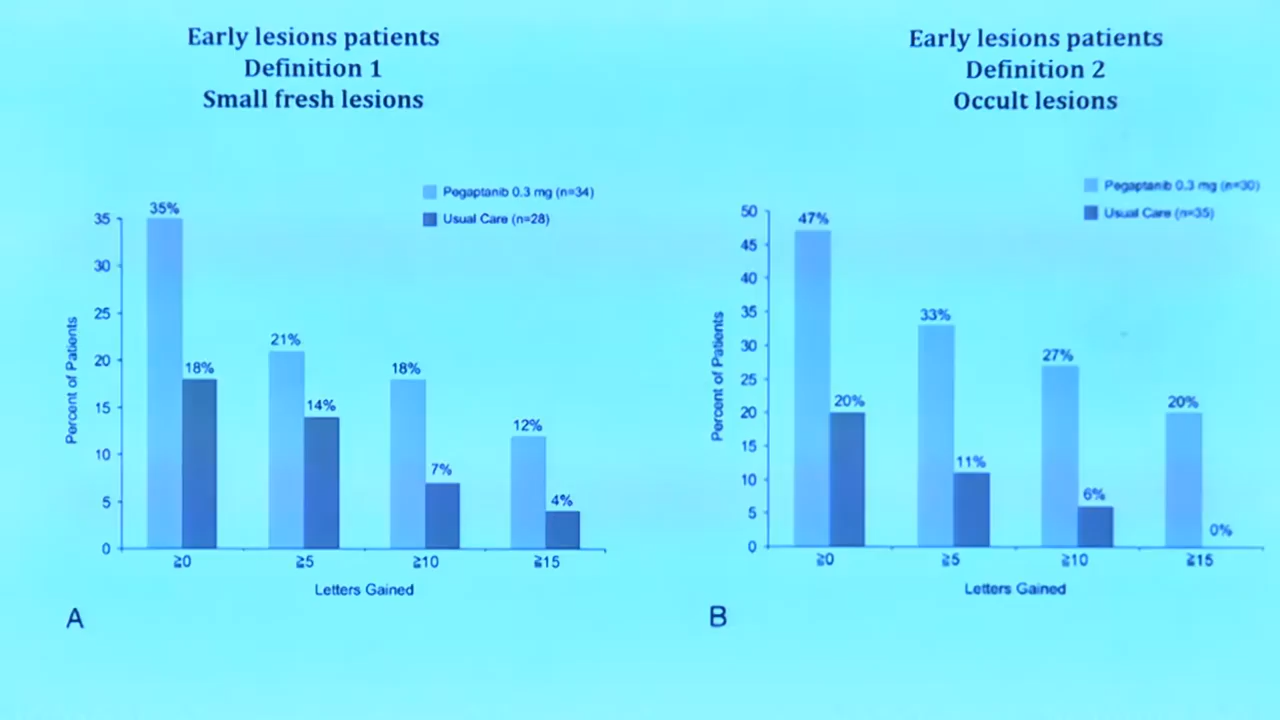 Early lesions patients
Definition 1
Small fresh lesions
Pegaptanib 0.3 mg (n=34)
Usual Care (n=28)
Percent of Patients
35
30
25
20
15
10
5
0
35%
18%
21%
14%
18%
7%
12%
4%
≧0
≧5
≧10
≧15
Letters Gained
A
Early lesions patients
Definition 2
Occult lesions
Pegaptanib 0.3 mg (n=30)
Usual Care (n=35)
Percent of Patients
50
45
40
35
30
25
20
15
10
5
0
47%
20%
33%
11%
27%
6%
20%
0%
≧0
≧5
≧10
≧15
Letters Gained
B